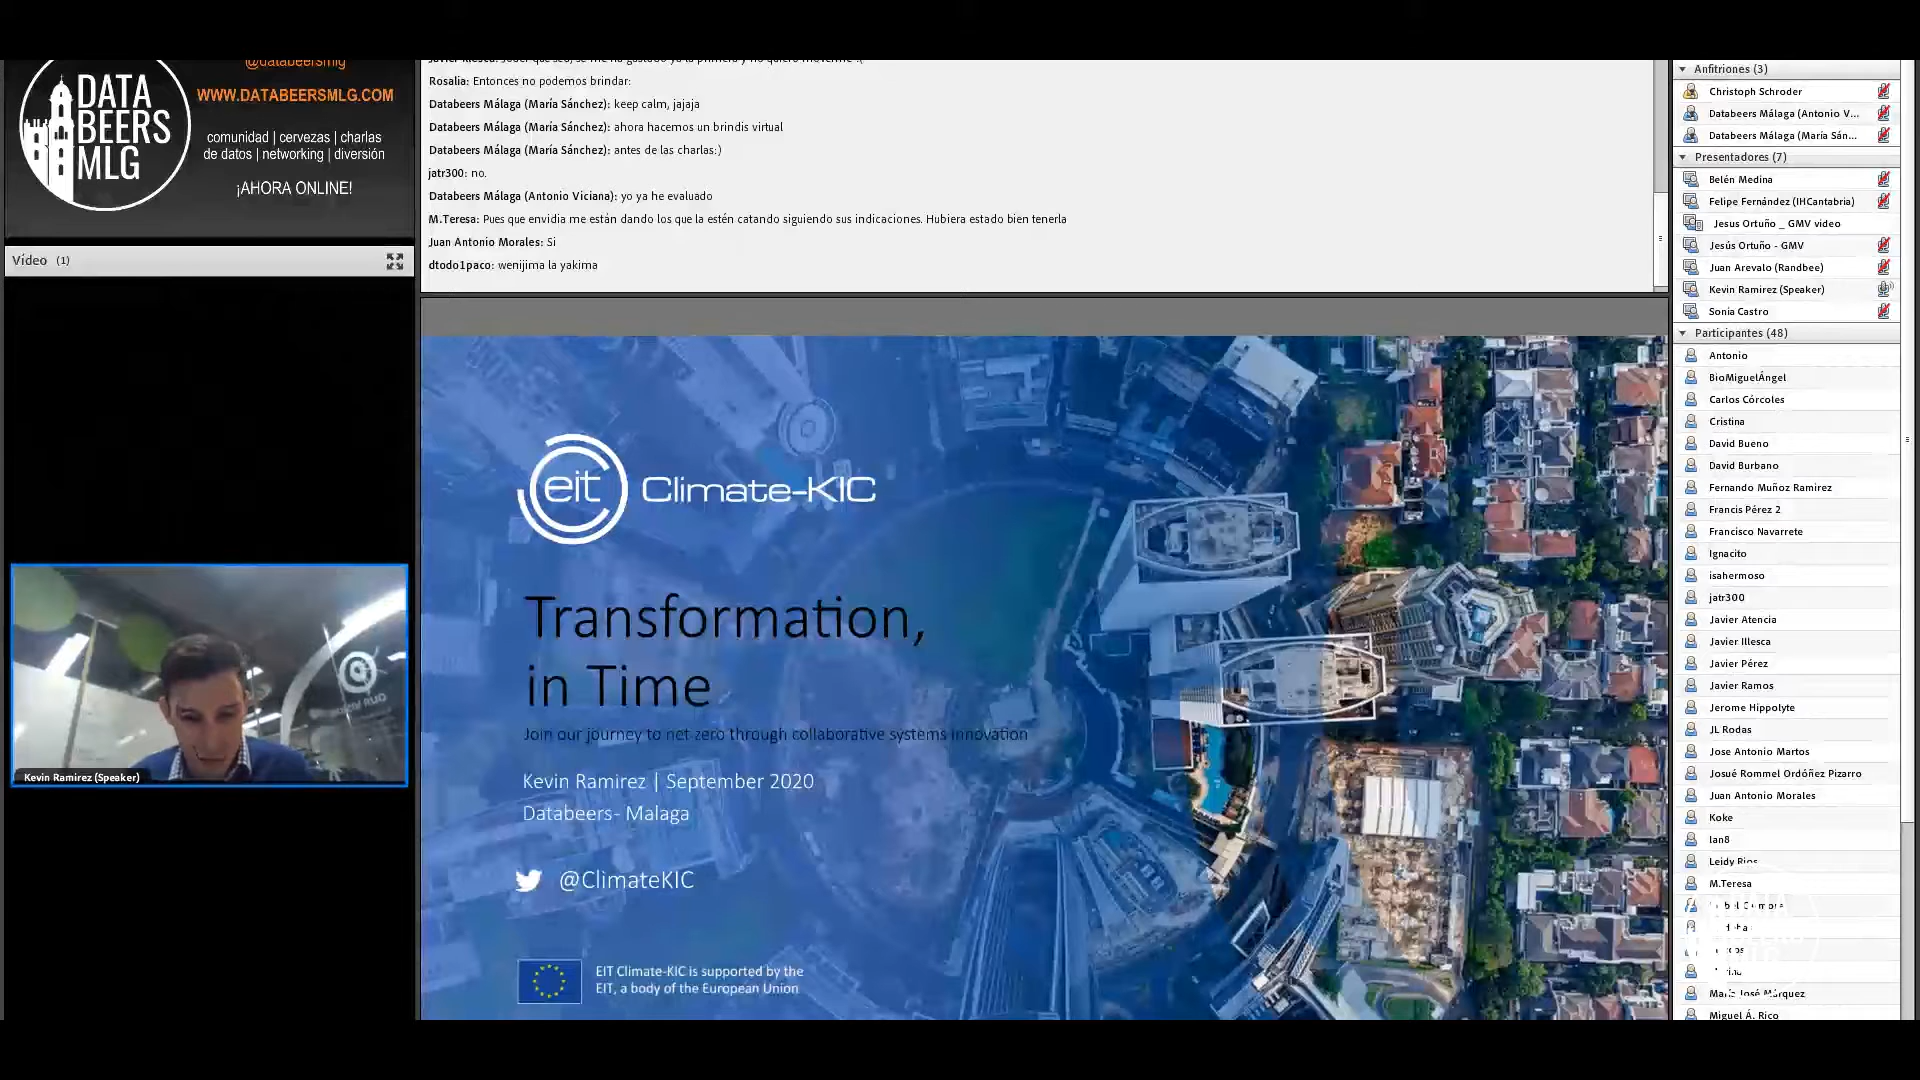 @databeersmlg
WWW.DATABEERSMLG.COM
DATA
BEERS
MLG
comunidad | cervezas | charlas
de datos | networking | diversión
¡AHORA ONLINE!
Vídeo (1)
Kevin Ramirez (Speaker)
Rosalia: Entonces no podemos brindar:
Databeers Málaga (María Sánchez): keep calm, jajaja
Databeers Málaga (María Sánchez): ahora hacemos un brindis virtual
Databeers Málaga (María Sánchez): antes de las charlas:)
jatr300: no.
Databeers Málaga (Antonio Viciana): yo ya he evaluado
M.Teresa: Pues que envidia me están dando los que la estén catando siguiendo sus indicaciones. Hubiera estado bien tenerla
Juan Antonio Morales: Si
dtodo1paco: wenijima la yakima
eit Climate-KIC
Transformation,
in Time
Join our journey to net-zero through collaborative systems innovation
Kevin Ramirez | September 2020
Databeers- Malaga
@ClimateKIC
EIT Climate-KIC is supported by the
EIT, a body of the European Union
Anfitriones (3)
Christoph Schroder
Databeers Málaga (Antonio V...
Databeers Málaga (María Sán...
Presentadores (7)
Belén Medina
Felipe Fernández (IHCantabria)
Jesus Ortuño _ GMV video
Jesús Ortuño - GMV
Juan Arevalo (Randbee)
Kevin Ramirez (Speaker)
Sonia Castro
Participantes (48)
Antonio
BioMiguelÁngel
Carlos Córcoles
Cristina
David Bueno
David Burbano
Fernando Muñoz Ramirez
Francis Pérez 2
Francisco Navarrete
Ignacito
isahermoso
jatr300
Javier Atencia
Javier Illesca
Javier Pérez
Javier Ramos
Jerome Hippolyte
JL Rodas
Jose Antonio Martos
Josué Rommel Ordóñez Pizarro
Juan Antonio Morales
Koke
lan8
Leidy Rios
M.Teresa
María José Márquez
Miguel Á. Rico